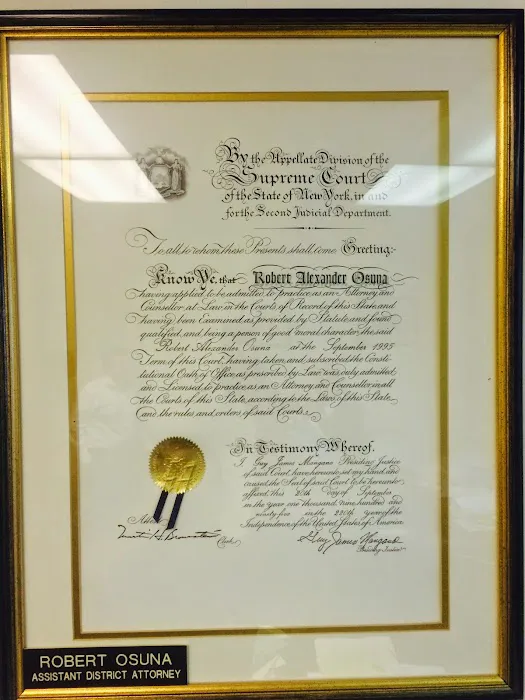 By the Appellate Division of the
Supreme Court
of the State of New York, in and
for the Second Judicial Department.
To all to whom these Presents shall come Greeting:-
Know Ye, that Robert Alexander Osuna
having applied to be admitted to practice as an Attorney and
Counsellor at Law in the Courts of Record of this State, and
having been Examined as provided by Statute and found
qualified, and being a person of good moral character, the said
Robert Alexander Osuna at the September 1995
Term of this Court, having taken and subscribed the Consti-
tutional Oath of Office as prescribed by Law was duly admitted
and Licensed to practice as an Attorney and Counsellor in all
the Courts of this State, according to the Laws of this State
and the rules and orders of said Courts.
In Testimony Whereof,
I Guy James Mangano Presiding Justice
of said Court have hereunto set my hand and
caused the Seal of said Court to be hereunto
affixed, this 20th day of September
in the year one thousand nine hundred and
ninety five in the 220th year of the
Independence of the United States of America
Attest
Martin H. Brownstein Clerk
Guy James Mangano
Presiding Justice
ROBERT OSUNA
ASSISTANT DISTRICT ATTORNEY